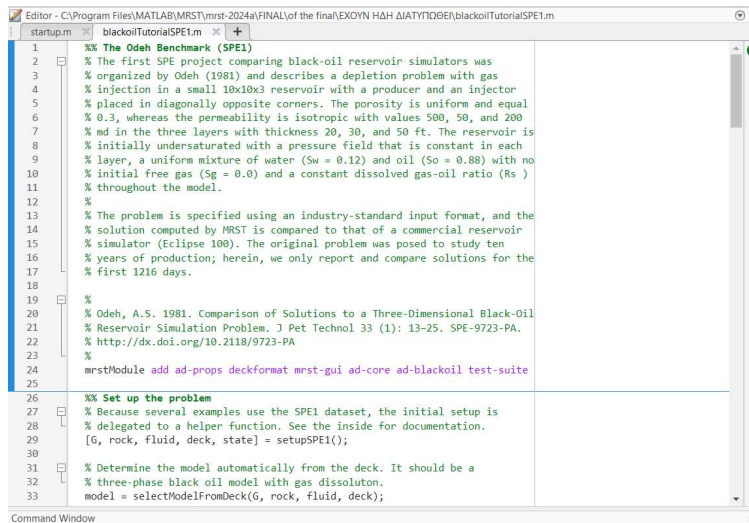 Editor - C:\Program Files\MATLAB\MRST\mrst-2024a\FINAL\of the final\ΕΧΟΥΝ ΗΔΗ ΔΙΑΤΥΠΩΘΕΙ\blackoilTutorialSPE1.m
startup.m × blackoilTutorialSPE1.m × +
1 %% The Odeh Benchmark (SPE1)
2 % The first SPE project comparing black-oil reservoir simulators was
3 % organized by Odeh (1981) and describes a depletion problem with gas
4 % injection in a small 10x10x3 reservoir with a producer and an injector
5 % placed in diagonally opposite corners. The porosity is uniform and equal
6 % 0.3, whereas the permeability is isotropic with values 500, 50, and 200
7 % md in the three layers with thickness 20, 30, and 50 ft. The reservoir is
8 % initially undersaturated with a pressure field that is constant in each
9 % layer, a uniform mixture of water (Sw = 0.12) and oil (So = 0.88) with no
10 % initial free gas (Sg = 0.0) and a constant dissolved gas-oil ratio (Rs )
11 % throughout the model.
12 %
13 % The problem is specified using an industry-standard input format, and the
14 % solution computed by MRST is compared to that of a commercial reservoir
15 % simulator (Eclipse 100). The original problem was posed to study ten
16 % years of production; herein, we only report and compare solutions for the
17 % first 1216 days.
18
19 %
20 % Odeh, A.S. 1981. Comparison of Solutions to a Three-Dimensional Black-Oil
21 % Reservoir Simulation Problem. J Pet Technol 33 (1): 13–25. SPE-9723-PA.
22 % http://dx.doi.org/10.2118/9723-PA
23 %
24 mrstModule add ad-props deckformat mrst-gui ad-core ad-blackoil test-suite
25
26 %% Set up the problem
27 % Because several examples use the SPE1 dataset, the initial setup is
28 % delegated to a helper function. See the inside for documentation.
29 [G, rock, fluid, deck, state] = setupSPE1();
30
31 % Determine the model automatically from the deck. It should be a
32 % three-phase black oil model with gas dissoluton.
33 model = selectModelFromDeck(G, rock, fluid, deck);
Command Window